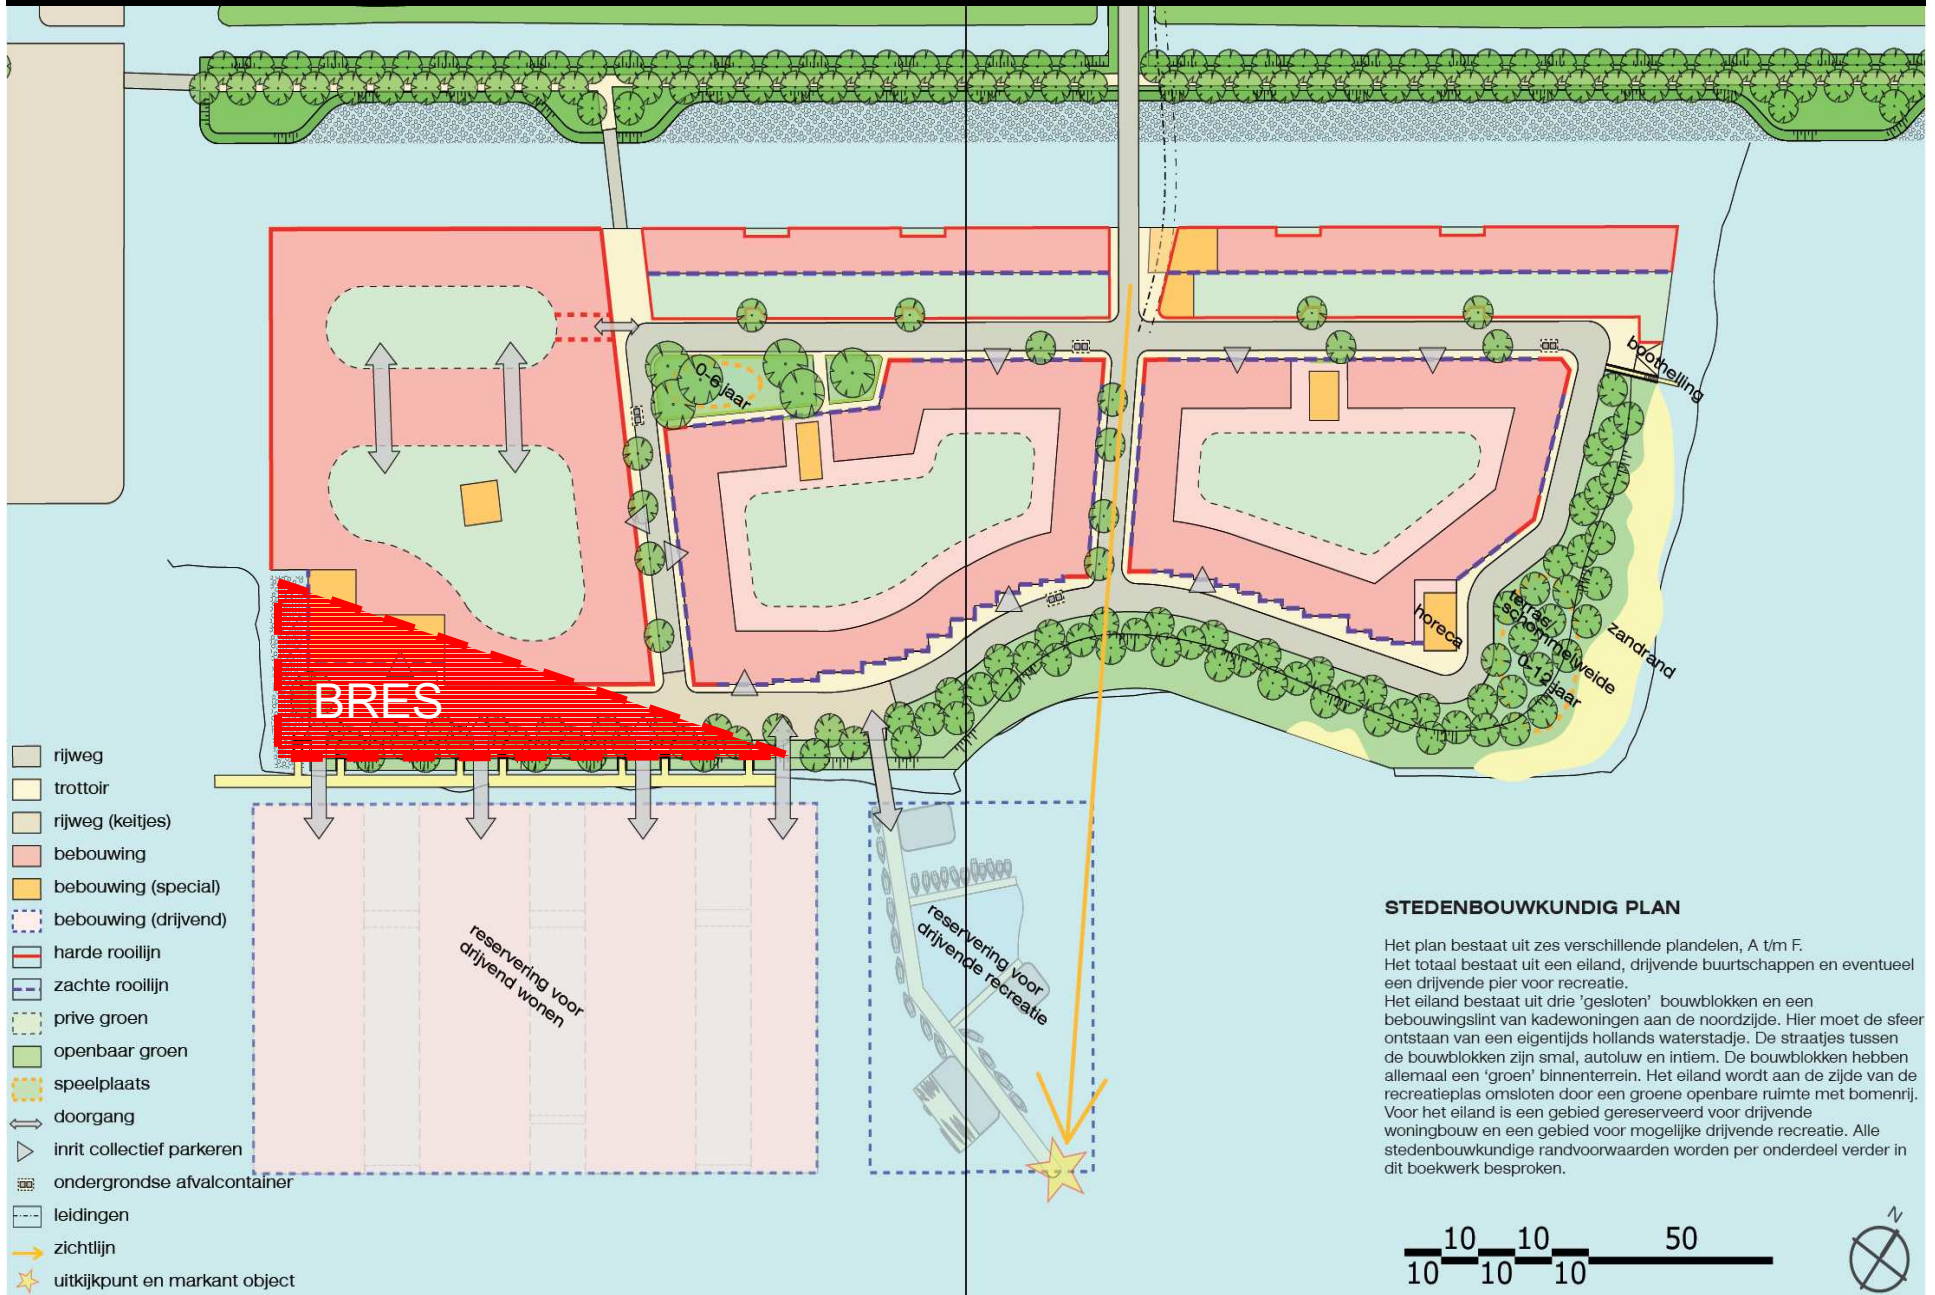 0-6 jaar
boothelling
horeca
terras
schommelweide
0-12 jaar
zandrand
BRES
reservering voor
drijvend wonen
reservering voor
drijvende recreatie
rijweg
trottoir
rijweg (keitjes)
bebouwing
bebouwing (special)
bebouwing (drijvend)
harde rooilijn
zachte rooilijn
prive groen
openbaar groen
speelplaats
doorgang
inrit collectief parkeren
ondergrondse afvalcontainer
leidingen
zichtlijn
uitkijkpunt en markant object
STEDENBOUWKUNDIG PLAN
Het plan bestaat uit zes verschillende plandelen, A t/m F.
Het totaal bestaat uit een eiland, drijvende buurtschappen en eventueel
een drijvende pier voor recreatie.
Het eiland bestaat uit drie 'gesloten' bouwblokken en een
bebouwingslint van kadewoningen aan de noordzijde. Hier moet de sfeer
ontstaan van een eigentijds hollands waterstadje. De straatjes tussen
de bouwblokken zijn smal, autoluw en intiem. De bouwblokken hebben
allemaal een 'groen' binnenterrein. Het eiland wordt aan de zijde van de
recreatieplas omsloten door een groene openbare ruimte met bomenrij.
Voor het eiland is een gebied gereserveerd voor drijvende
woningbouw en een gebied voor mogelijke drijvende recreatie. Alle
stedenbouwkundige randvoorwaarden worden per onderdeel verder in
dit boekwerk besproken.
10 10 50
10 10 10
N